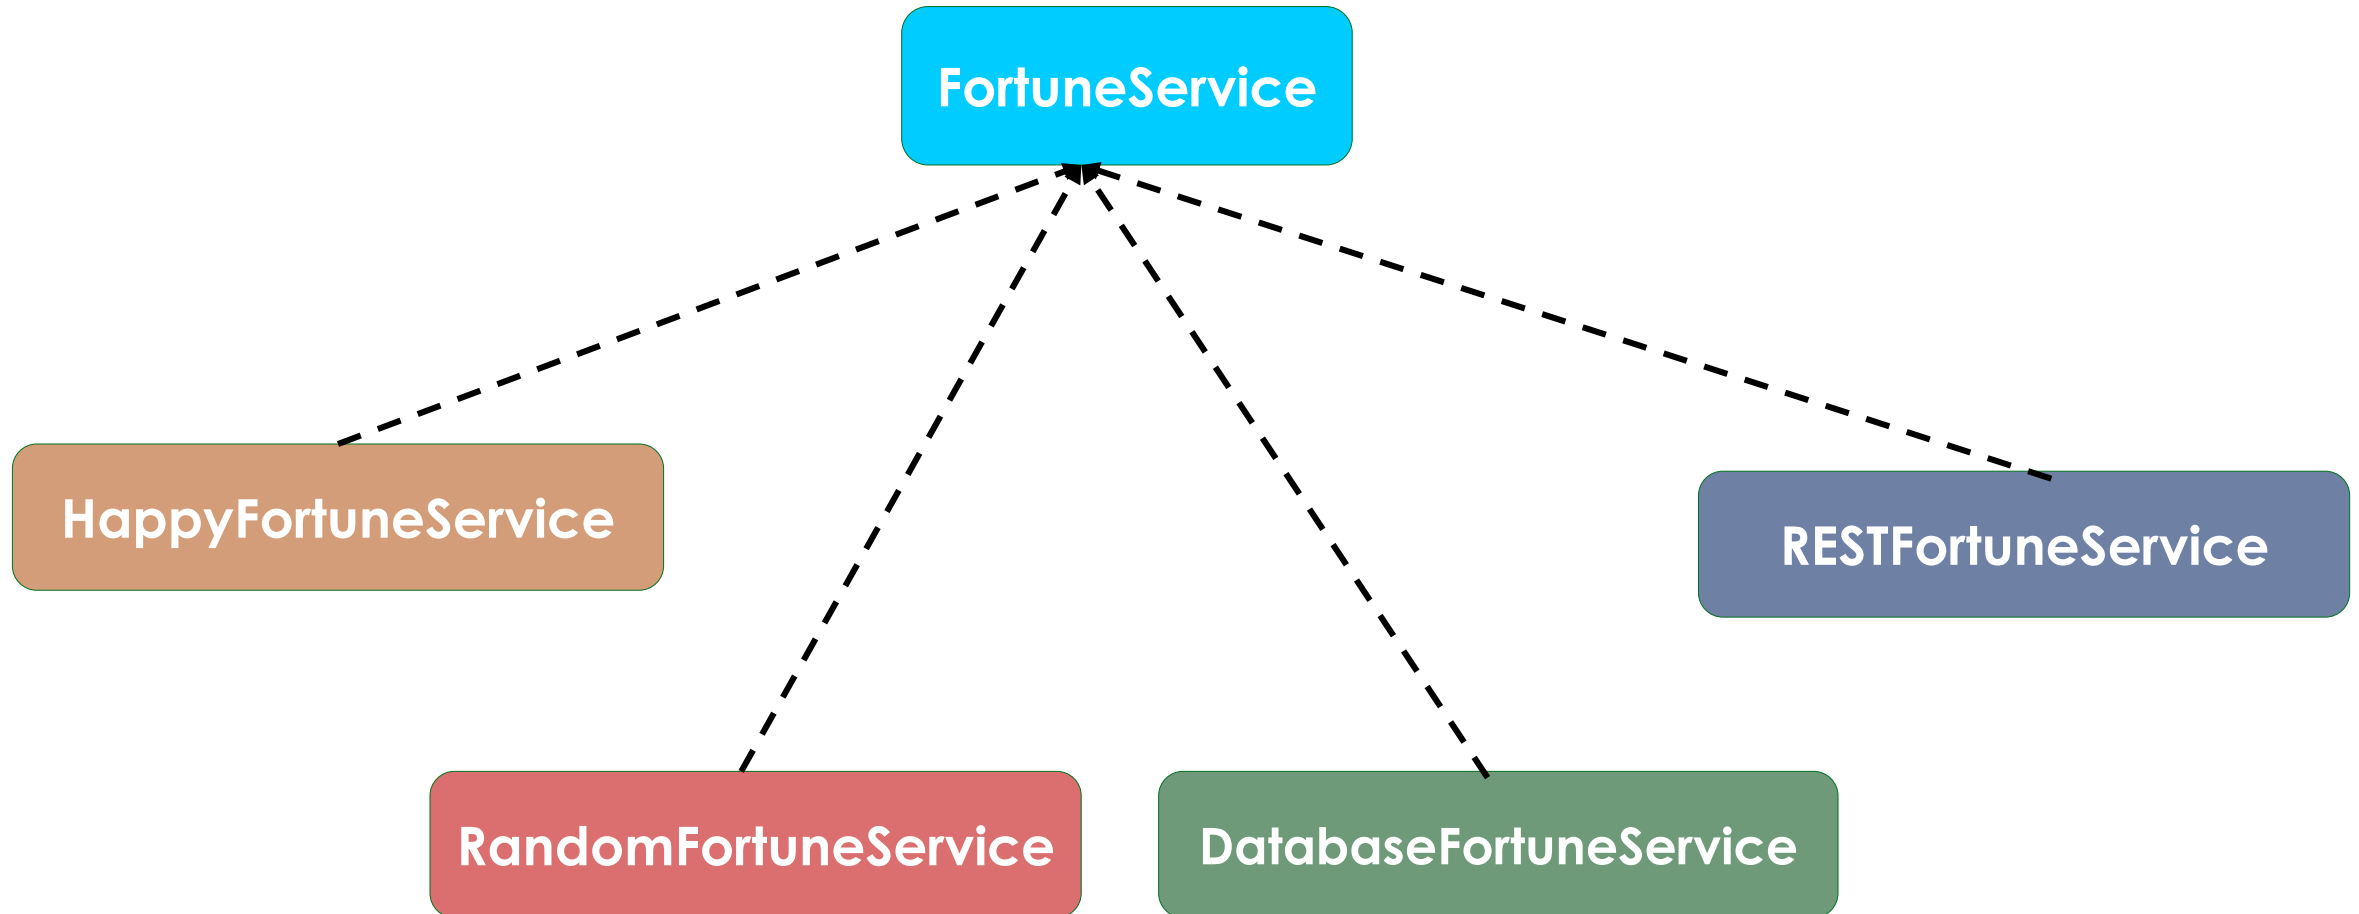 FortuneService
HappyFortuneService
RESTFortuneService
RandomFortuneService
DatabaseFortuneService